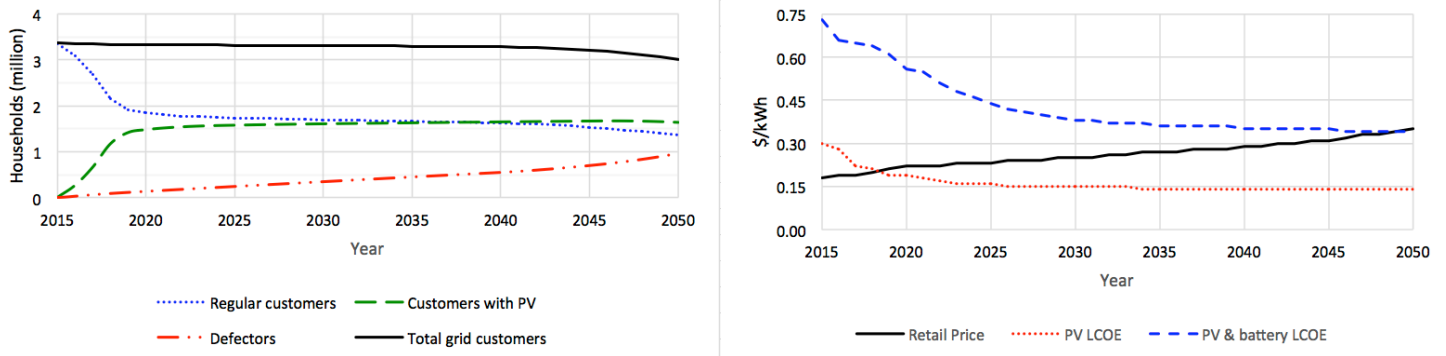 4
3
2
1
0
Households (million)
2015 2020 2025 2030 2035 2040 2045 2050
Year
Regular customers Customers with PV
Defectors Total grid customers
0.75
0.60
0.45
0.30
0.15
0.00
$/kWh
2015 2020 2025 2030 2035 2040 2045 2050
Year
Retail Price PV LCOE PV & battery LCOE